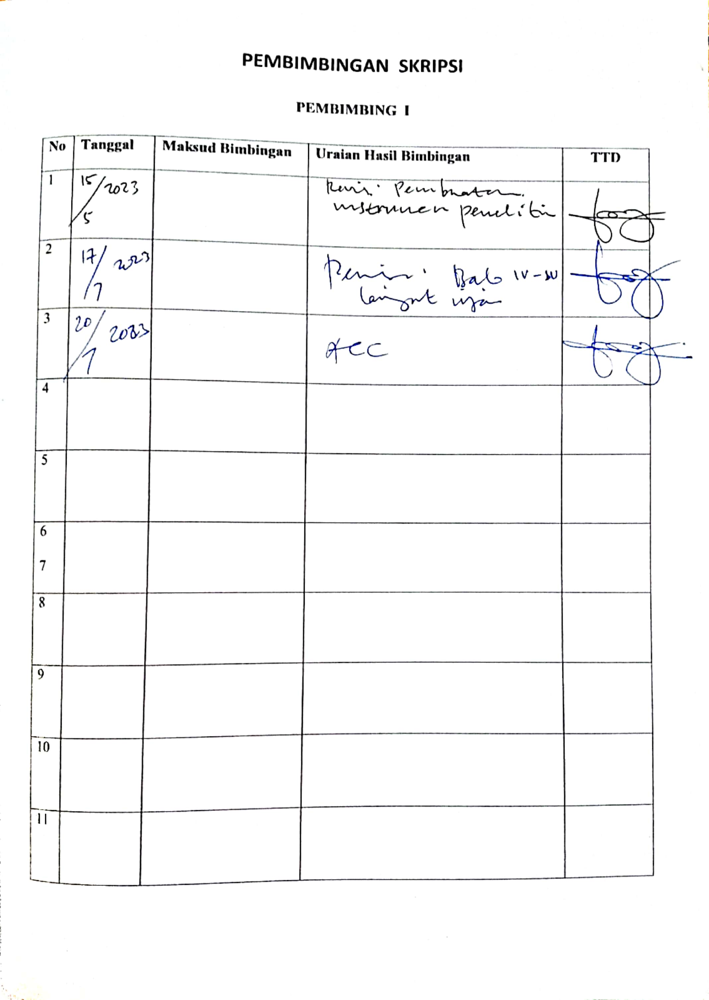 PEMBIMBINGAN SKRIPSI
PEMBIMBING I
No Tanggal Maksud Bimbingan Uraian Hasil Bimbingan TTD
1 15/5/2023 Revisi Pembuatan
instrumen penelitin
2 17/7/2023 Revisi Bab IV
lanjut ujian
3 20/7/2023 ACC
4
5
6
7
8
9
10
11